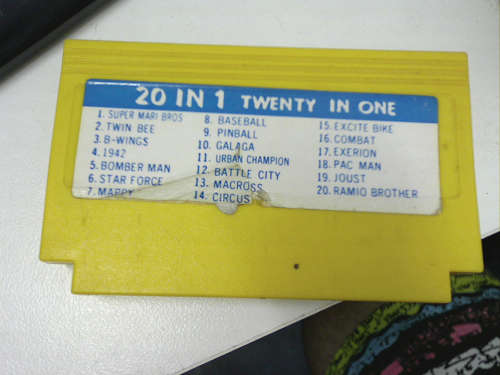 20 IN 1 TWENTY IN ONE
1. SUPER MARI BROS
2. TWIN BEE
3. B-WINGS
4. 1942
5. BOMBER MAN
6. STAR FORCE
7. MAPPY
8. BASEBALL
9. PINBALL
10. GALAGA
11. URBAN CHAMPION
12. BATTLE CITY
13. MACROSS
14. CIRCUS
15. EXCITE BIKE
16. COMBAT
17. EXERION
18. PAC MAN
19. JOUST
20. RAMIO BROTHER